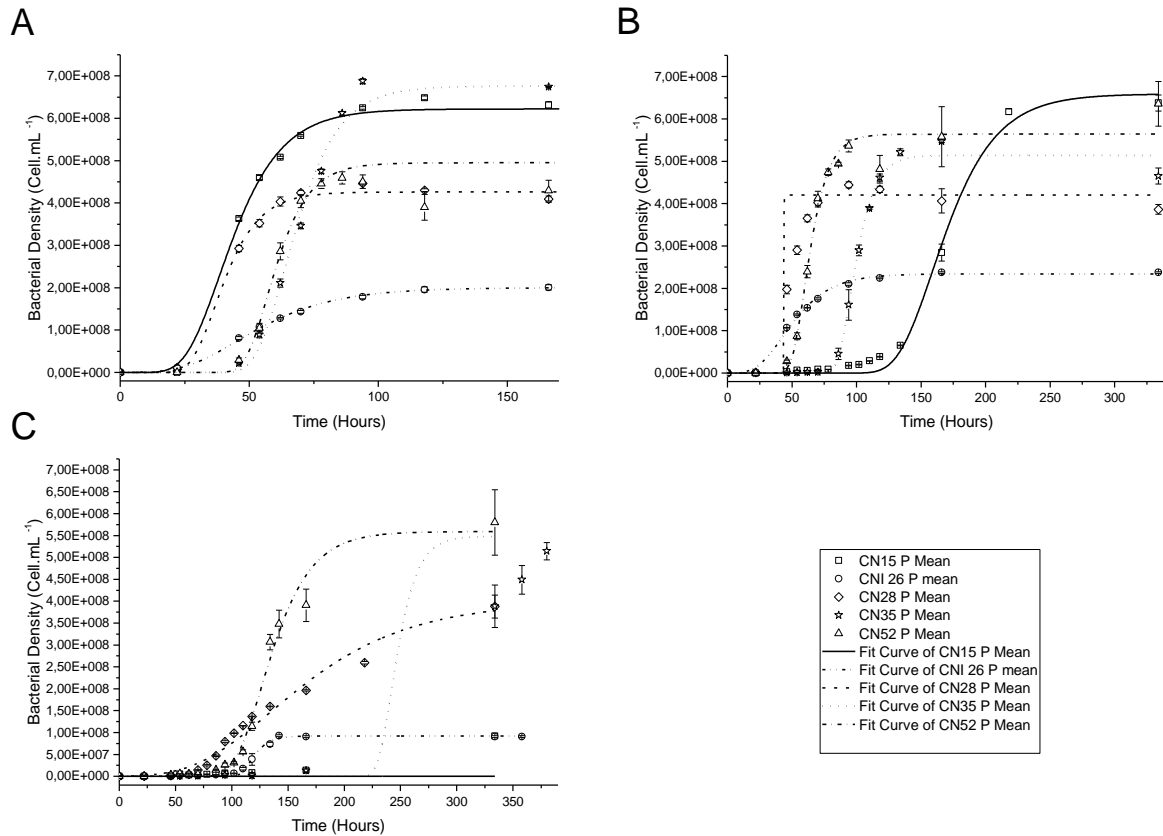 A
7,00E+008
6,00E+008
5,00E+008
4,00E+008
3,00E+008
2,00E+008
1,00E+008
0,00E+000
Bacterial Density (Cell.mL -1)
0
50
100
150
Time (Hours)
B
7,00E+008
6,00E+008
5,00E+008
4,00E+008
3,00E+008
2,00E+008
1,00E+008
0,00E+000
Bacterial Density (Cell.mL -1)
0
50
100
150
200
250
300
Time (Hours)
C
7,00E+008
6,50E+008
6,00E+008
5,50E+008
5,00E+008
4,50E+008
4,00E+008
3,50E+008
3,00E+008
2,50E+008
2,00E+008
1,50E+008
1,00E+008
5,00E+007
0,00E+000
Bacterial Density (Cell.mL -1)
0
50
100
150
200
250
300
350
Time (Hours)
CN15 P Mean
CNI 26 P mean
CN28 P Mean
CN35 P Mean
CN52 P Mean
Fit Curve of CN15 P Mean
Fit Curve of CNI 26 P mean
Fit Curve of CN28 P Mean
Fit Curve of CN35 P Mean
Fit Curve of CN52 P Mean